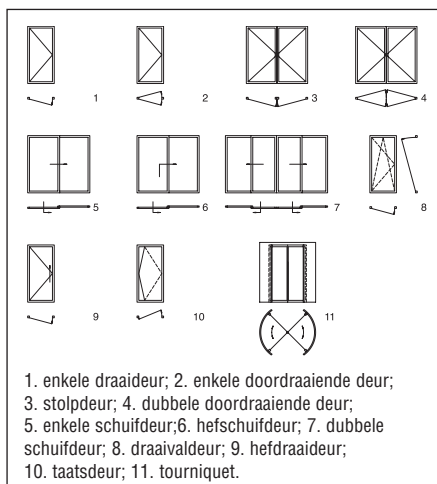 1 2 3 4
5 6 7 8
9 10 11
1. enkele draaideur; 2. enkele doordraaiende deur;
3. stolpdeur; 4. dubbele doordraaiende deur;
5. enkele schuifdeur;6. hefschuifdeur; 7. dubbele
schuifdeur; 8. draaivaldeur; 9. hefdraaideur;
10. taatsdeur; 11. tourniquet.